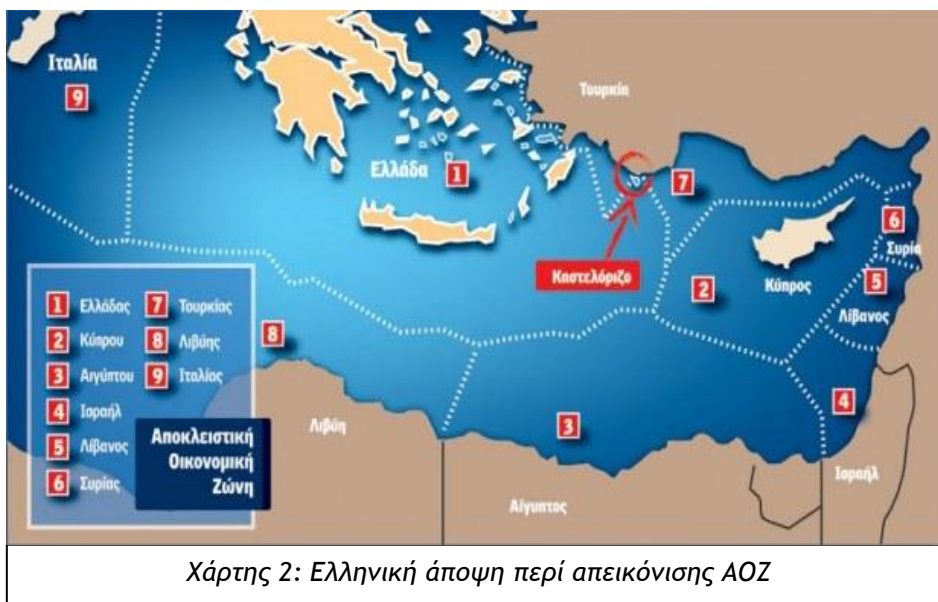 Ιταλία
9
Τουρκία
Ελλάδα
1
7
6
Συρία
Καστελόριζο
2
Κύπρος
5
Λίβανος
1 Ελλάδας
7 Τουρκίας
2 Κύπρου
8 Λιβύης
3 Αιγύπτου
9 Ιταλίας
4 Ισραήλ
5 Λίβανος
6 Συρίας
Αποκλειστική
Οικονομική
Ζώνη
8
Λιβύη
3
4
Αίγυπτος
Ισραήλ
Χάρτης 2: Ελληνική άποψη περί απεικόνισης ΑΟΖ